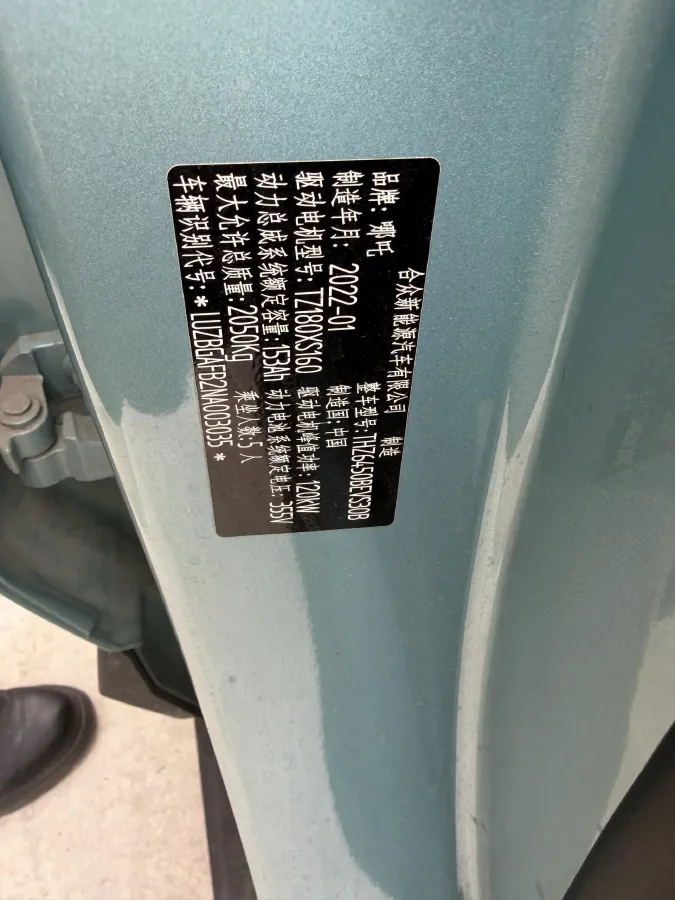 合众新能源汽车有限公司 制造
品牌：哪吒 整车型号：THZ6450BEVS30B
制造年月：2022-01 制造国：中国
驱动电机型号：TZ180XS160 驱动电机峰值功率：120kW
动力总成系统额定容量：153Ah 动力电池系统额定电压：355V
最大允许总质量：2050Kg 乘坐人数：5人
车辆识别代号：*LUZBGAFB2NA003035*